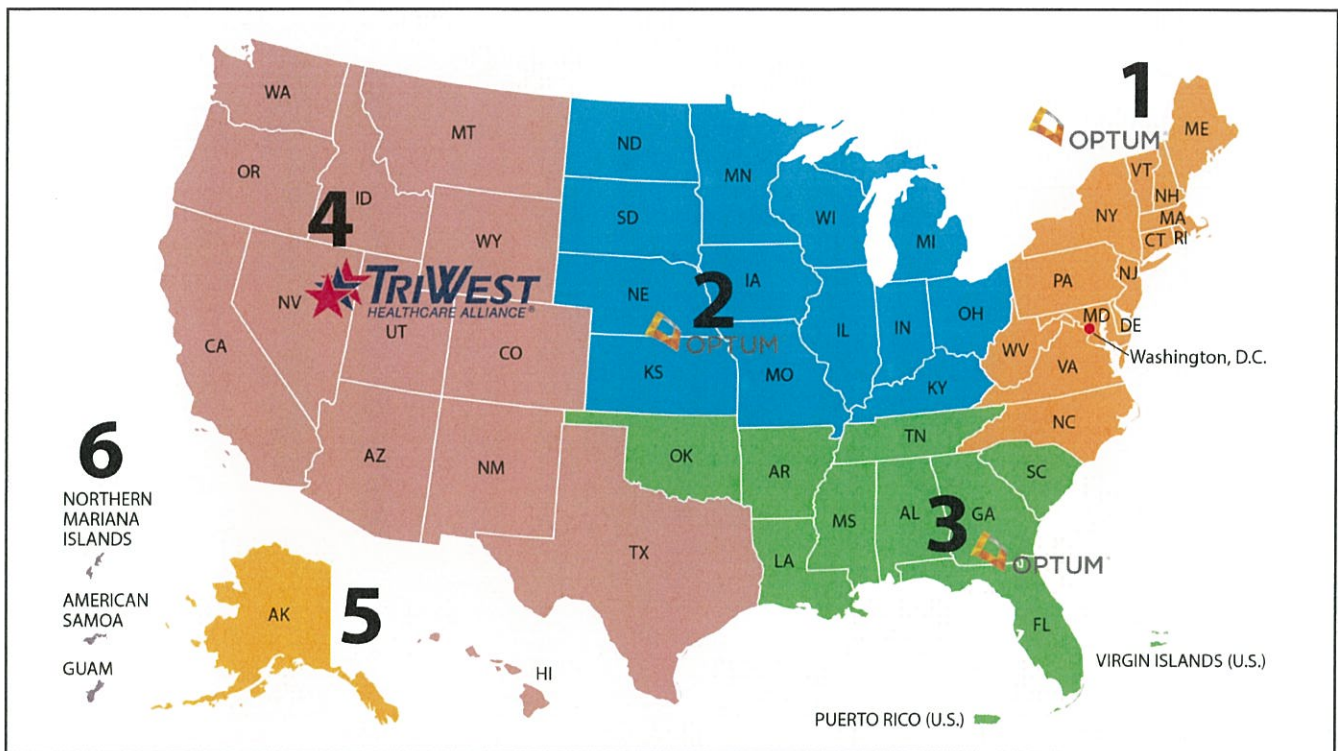 1
OPTUM
ME
VT
NH
NY
MA
CT
RI
PA
NJ
MD
DE
WV
VA
Washington, D.C.
NC
WA
MT
ND
MN
OR
ID
4
SD
WI
MI
WY
TRIWEST
HEALTHCARE ALLIANCE®
NV
UT
CA
CO
NE
IA
2
OPTUM
IL
IN
OH
KS
MO
KY
AZ
NM
OK
AR
TN
SC
MS
AL
GA
3
OPTUM
TX
LA
FL
6
NORTHERN
MARIANA
ISLANDS
AMERICAN
SAMOA
GUAM
AK
5
HI
VIRGIN ISLANDS (U.S.)
PUERTO RICO (U.S.)